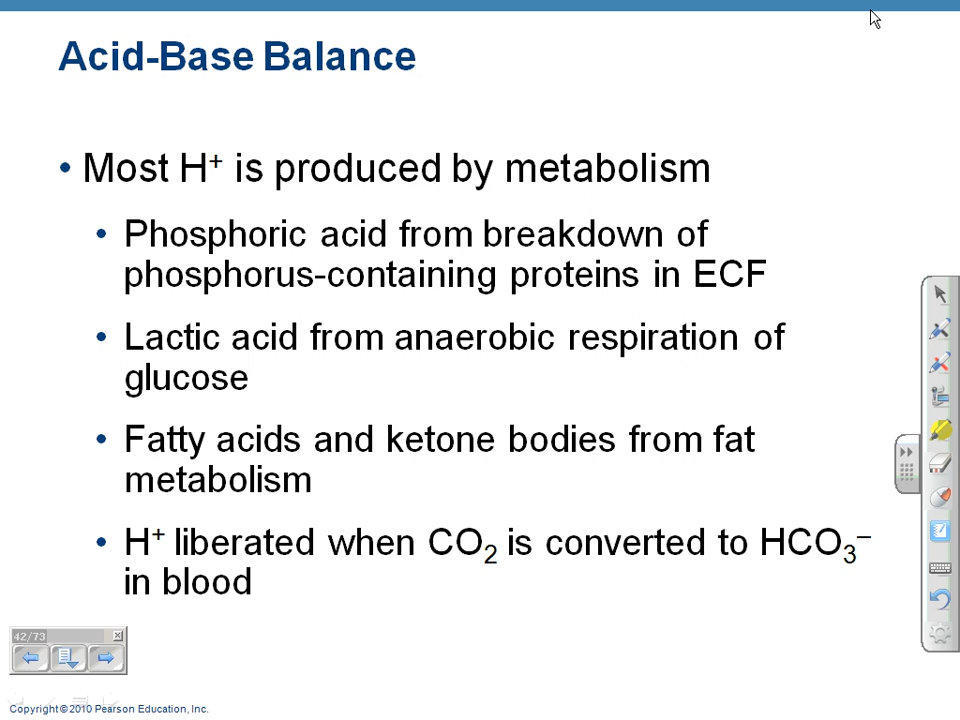 Acid-Base Balance
• Most H⁺ is produced by metabolism
• Phosphoric acid from breakdown of
phosphorus-containing proteins in ECF
• Lactic acid from anaerobic respiration of
glucose
• Fatty acids and ketone bodies from fat
metabolism
• H⁺ liberated when CO₂ is converted to HCO₃⁻
in blood
42/73
Copyright © 2010 Pearson Education, Inc.